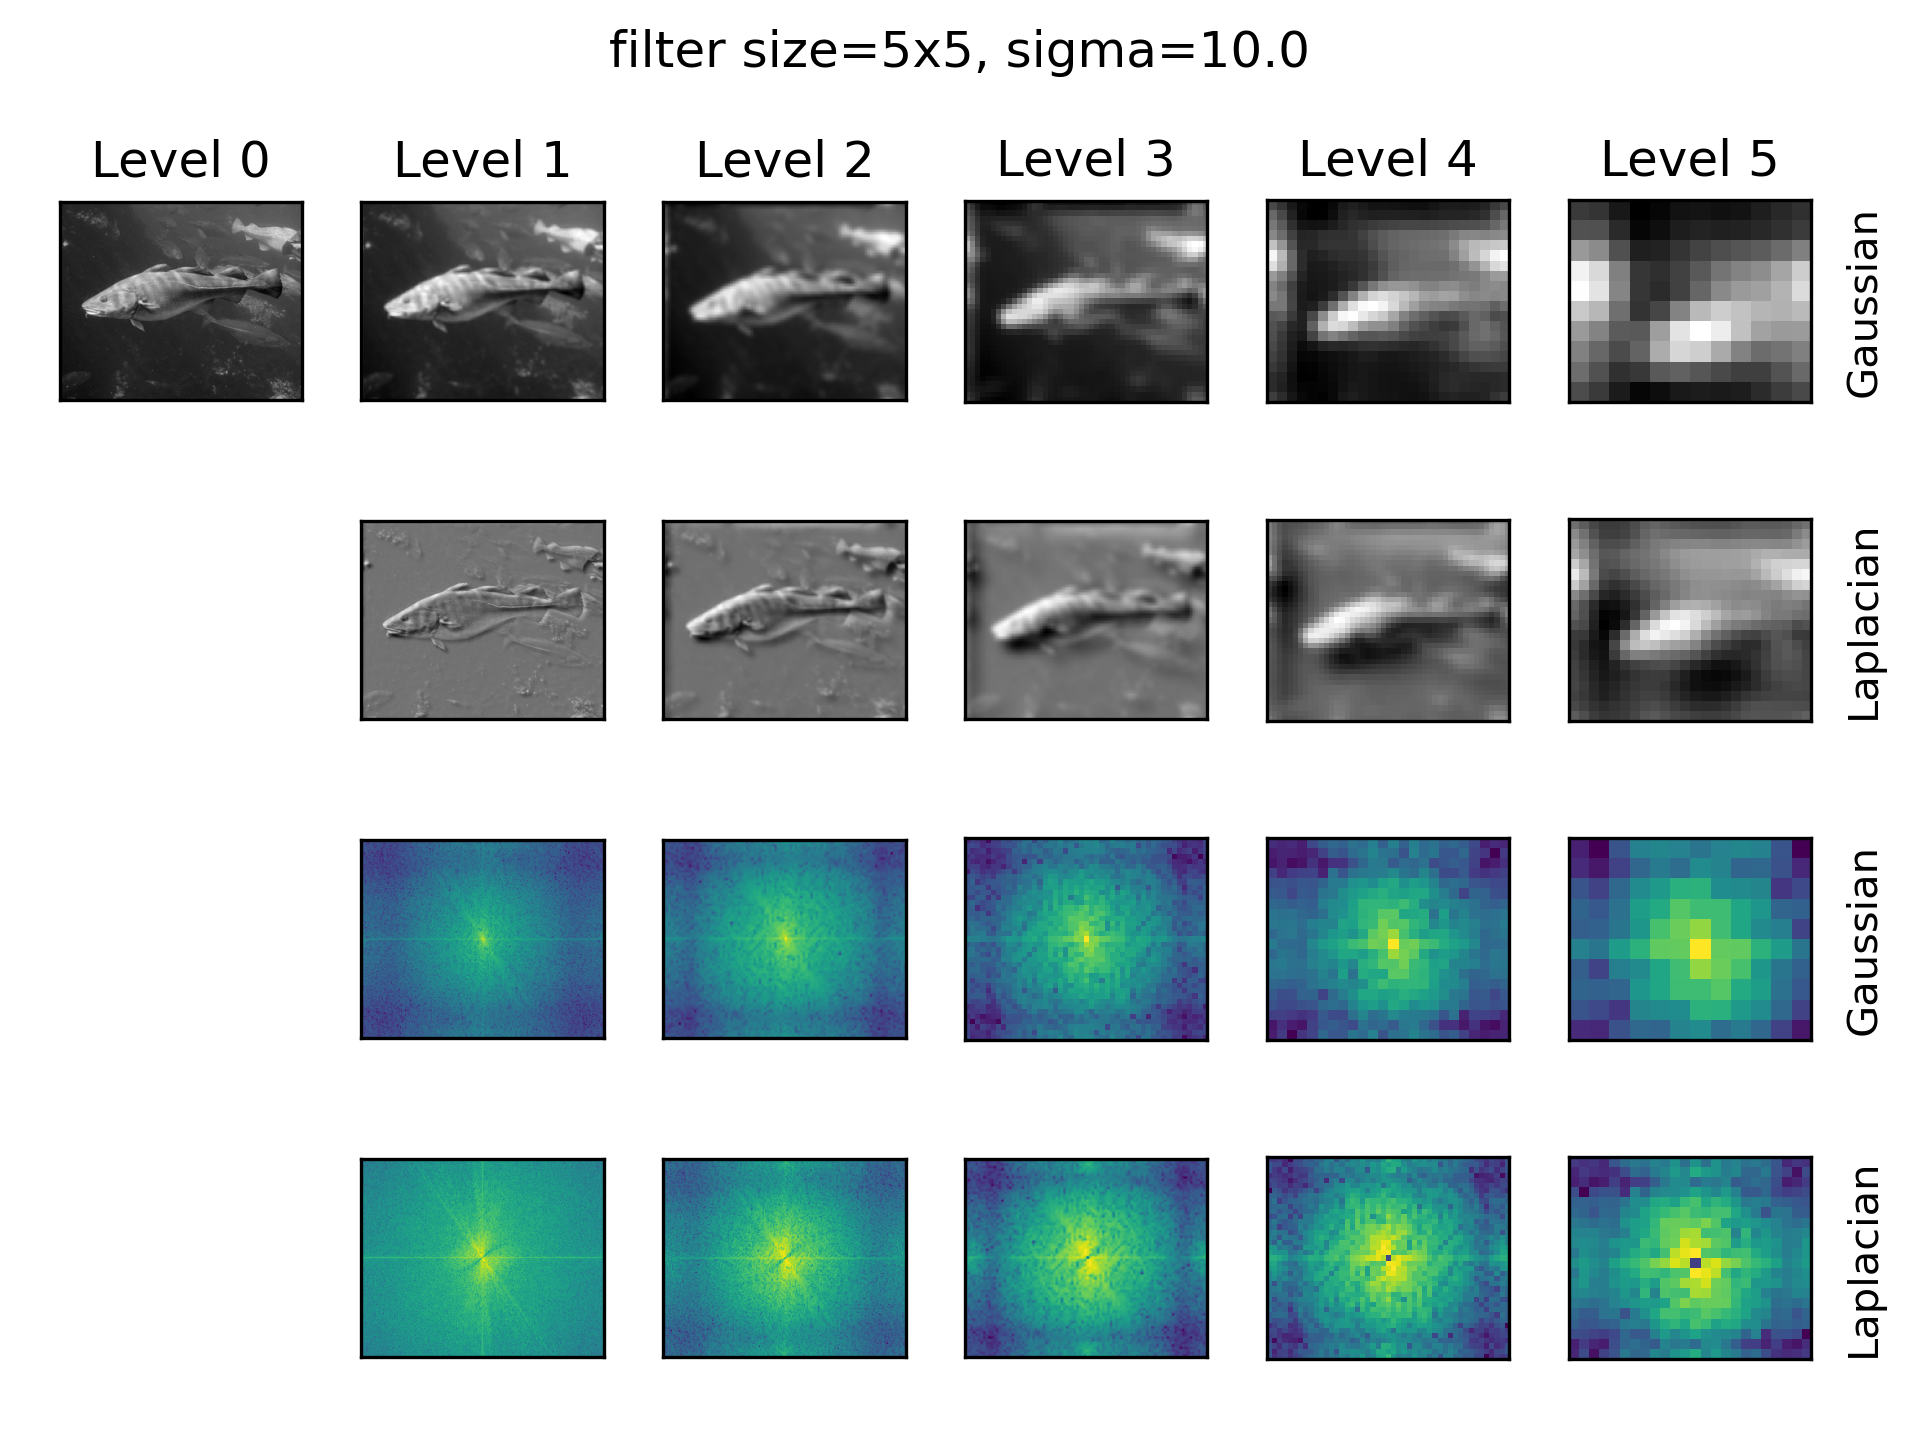 filter size=5x5, sigma=10.0
Level 0
Level 1
Level 2
Level 3
Level 4
Level 5
Gaussian
Laplacian
Gaussian
Laplacian